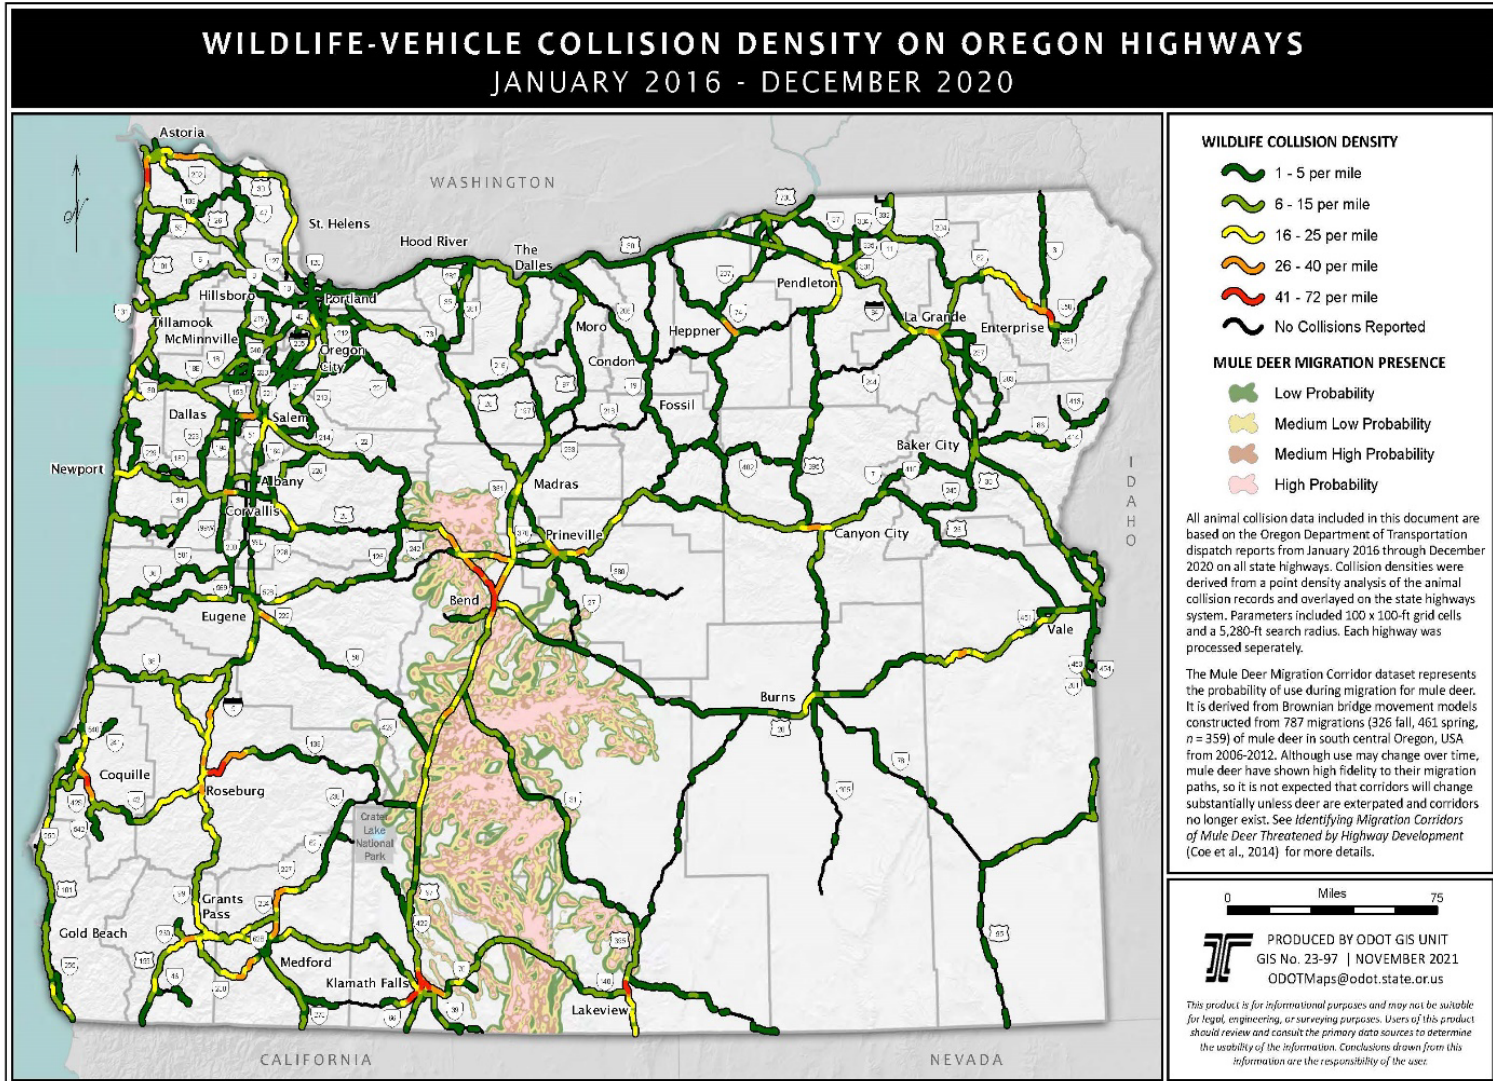 WILDLIFE-VEHICLE COLLISION DENSITY ON OREGON HIGHWAYS
JANUARY 2016 - DECEMBER 2020
Astoria
WASHINGTON
N
St. Helens
Hood River
The
Dalles
Hillsboro
Portland
Pendleton
Tillamook
McMinnville
Oregon
City
Moro
Heppner
La Grande
Enterprise
Condon
Dallas
Salem
Fossil
Baker City
Newport
Albany
Madras
IDAHO
Corvallis
Prineville
Canyon City
Bend
Eugene
Vale
Burns
Coquille
Roseburg
Crater
Lake
National
Park
Grants
Pass
Gold Beach
Medford
Klamath Falls
Lakeview
CALIFORNIA
NEVADA
WILDLIFE COLLISION DENSITY
1 - 5 per mile
6 - 15 per mile
16 - 25 per mile
26 - 40 per mile
41 - 72 per mile
No Collisions Reported
MULE DEER MIGRATION PRESENCE
Low Probability
Medium Low Probability
Medium High Probability
High Probability
All animal collision data included in this document are
based on the Oregon Department of Transportation
dispatch reports from January 2016 through December
2020 on all state highways. Collision densities were
derived from a point density analysis of the animal
collision records and overlayed on the state highways
system. Parameters included 100 x 100-ft grid cells
and a 5,280-ft search radius. Each highway was
processed seperately.
The Mule Deer Migration Corridor dataset represents
the probability of use during migration for mule deer.
It is derived from Brownian bridge movement models
constructed from 787 migrations (326 fall, 461 spring,
n = 359) of mule deer in south central Oregon, USA
from 2006-2012. Although use may change over time,
mule deer have shown high fidelity to their migration
paths, so it is not expected that corridors will change
substantially unless deer are exterpated and corridors
no longer exist. See Identifying Migration Corridors
of Mule Deer Threatened by Highway Development
(Coe et al., 2014) for more details.
0 Miles 75
PRODUCED BY ODOT GIS UNIT
GIS No. 23-97 | NOVEMBER 2021
ODOTMaps@odot.state.or.us
This product is for informational purposes and may not be suitable
for legal, engineering, or surveying purposes. Users of this product
should review and consult the primary data sources to determine
the usability of the information. Conclusions drawn from this
information are the responsibility of the user.